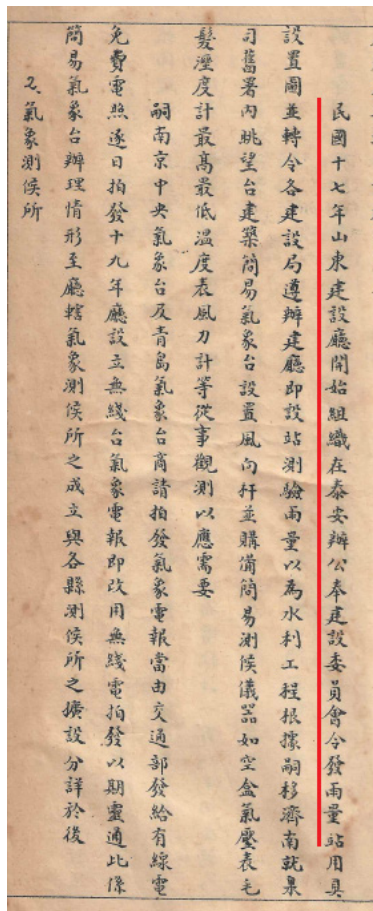 民國十七年山東建設廳開始組織在泰安辦公奉建設委員會令發雨量站用具
設置圖並轉令各建設局遵辦建廳即設站測驗雨量以為水利工程根據嗣移濟南就泉
司舊署內眺望台建築簡易氣象台設置風向杆並購備簡易測候儀器如空盒氣壓表毛
髮溼度計最高最低溫度表風力計等從事觀測以應需要
嗣南京中央氣象台及青島氣象台商請拍發氣象電報當由交通部發給有線電
免費電照逐日拍發十九年廳設立無綫台氣象電報即改用無綫電拍發以期靈通此係
簡易氣象台辦理情形至廳轄氣象測候所之成立與各縣測候所之擴設分詳於後
2、氣象測候所